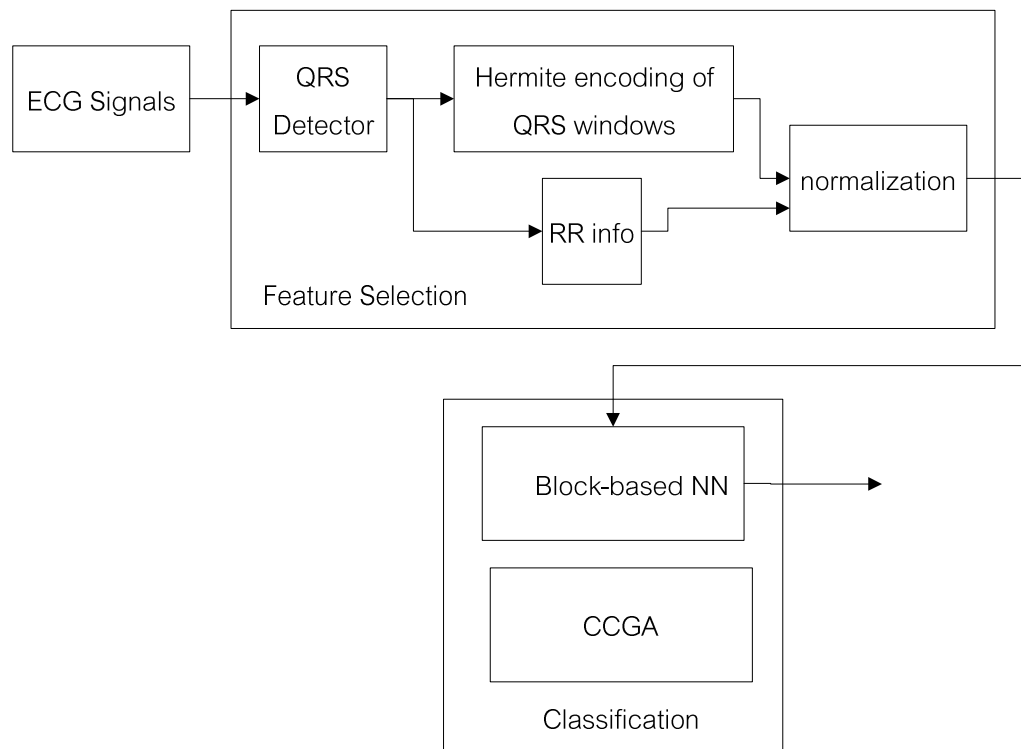 ECG Signals
QRS
Detector
Hermite encoding of
QRS windows
normalization
RR info
Feature Selection
Block-based NN
CCGA
Classification